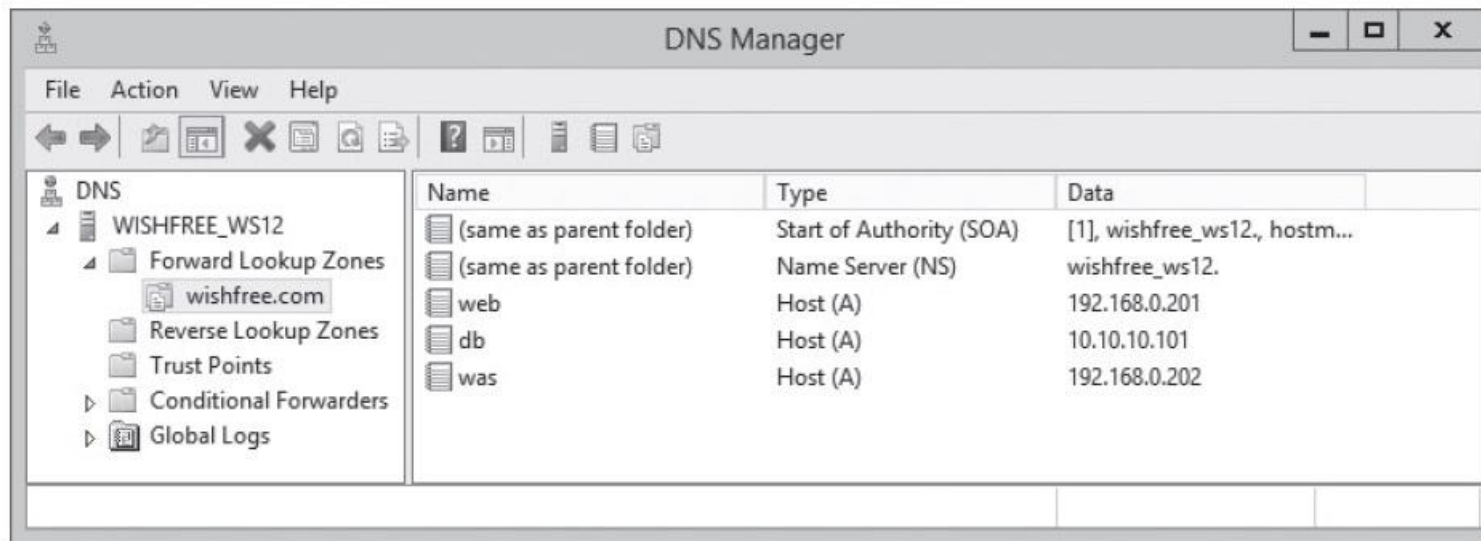 DNS Manager
File Action View Help
DNS
WISHFREE_WS12
Forward Lookup Zones
wishfree.com
Reverse Lookup Zones
Trust Points
Conditional Forwarders
Global Logs
Name Type Data
(same as parent folder) Start of Authority (SOA) [1], wishfree_ws12., hostm...
(same as parent folder) Name Server (NS) wishfree_ws12.
web Host (A) 192.168.0.201
db Host (A) 10.10.10.101
was Host (A) 192.168.0.202